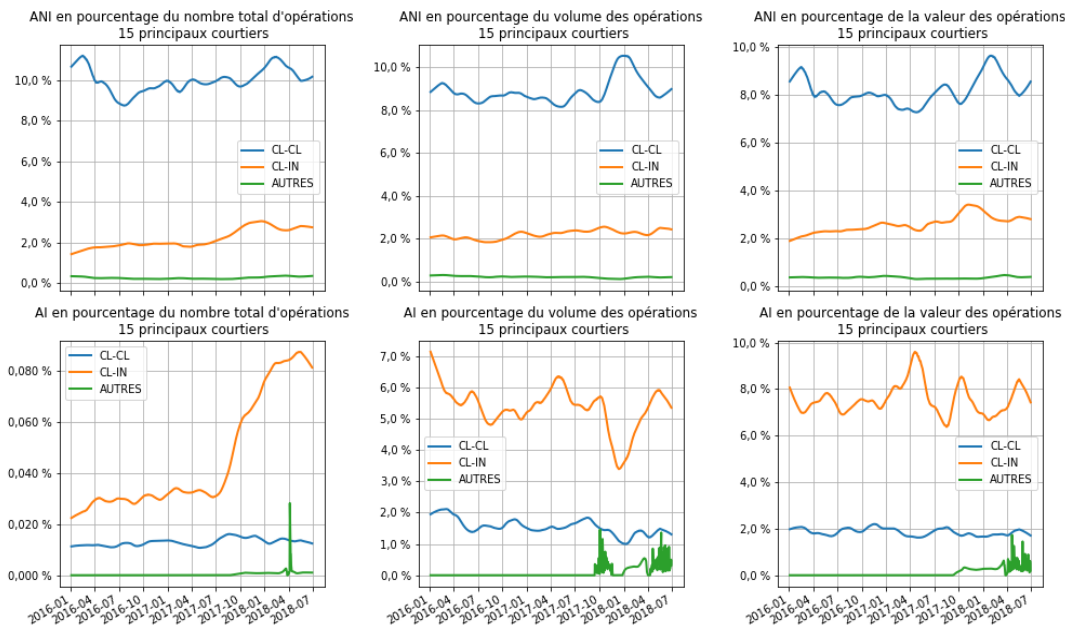 ANI en pourcentage du nombre total d'opérations
15 principaux courtiers
10,0 %
8,0 %
6,0 %
4,0 %
2,0 %
0,0 %
CL-CL
CL-IN
AUTRES
ANI en pourcentage du volume des opérations
15 principaux courtiers
10,0 %
8,0 %
6,0 %
4,0 %
2,0 %
0,0 %
CL-CL
CL-IN
AUTRES
ANI en pourcentage de la valeur des opérations
15 principaux courtiers
10,0 %
8,0 %
6,0 %
4,0 %
2,0 %
0,0 %
CL-CL
CL-IN
AUTRES
AI en pourcentage du nombre total d'opérations
15 principaux courtiers
0,080 %
0,060 %
0,040 %
0,020 %
0,000 %
CL-CL
CL-IN
AUTRES
2016-01
2016-04
2016-07
2016-10
2017-01
2017-04
2017-07
2017-10
2018-01
2018-04
2018-07
AI en pourcentage du volume des opérations
15 principaux courtiers
7,0 %
6,0 %
5,0 %
4,0 %
3,0 %
2,0 %
1,0 %
0,0 %
CL-CL
CL-IN
AUTRES
2016-01
2016-04
2016-07
2016-10
2017-01
2017-04
2017-07
2017-10
2018-01
2018-04
2018-07
AI en pourcentage de la valeur des opérations
15 principaux courtiers
10,0 %
8,0 %
6,0 %
4,0 %
2,0 %
0,0 %
CL-CL
CL-IN
AUTRES
2016-01
2016-04
2016-07
2016-10
2017-01
2017-04
2017-07
2017-10
2018-01
2018-04
2018-07